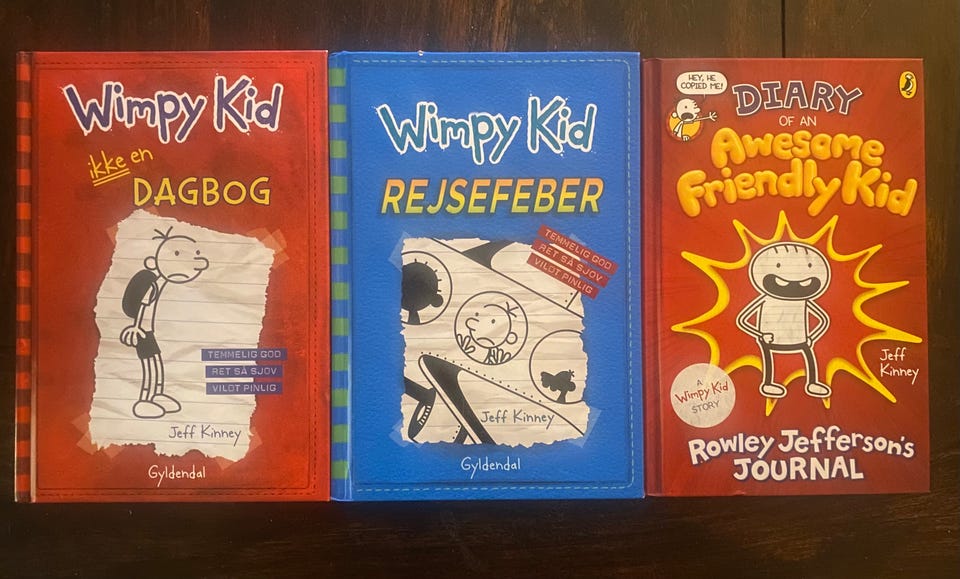 Wimpy Kid
ikke en
DAGBOG
TEMMELIG GOD
RET SÅ SJOV
VILDT PINLIG
Jeff Kinney
Gyldendal
Wimpy Kid
REJSEFEBER
TEMMELIG GOD
RET SÅ SJOV
VILDT PINLIG
Jeff Kinney
Gyldendal
HEY, HE
COPIED ME!
DIARY
OF AN
Awesome
Friendly Kid
Jeff
Kinney
A
Wimpy Kid
STORY
Rowley Jefferson's
JOURNAL